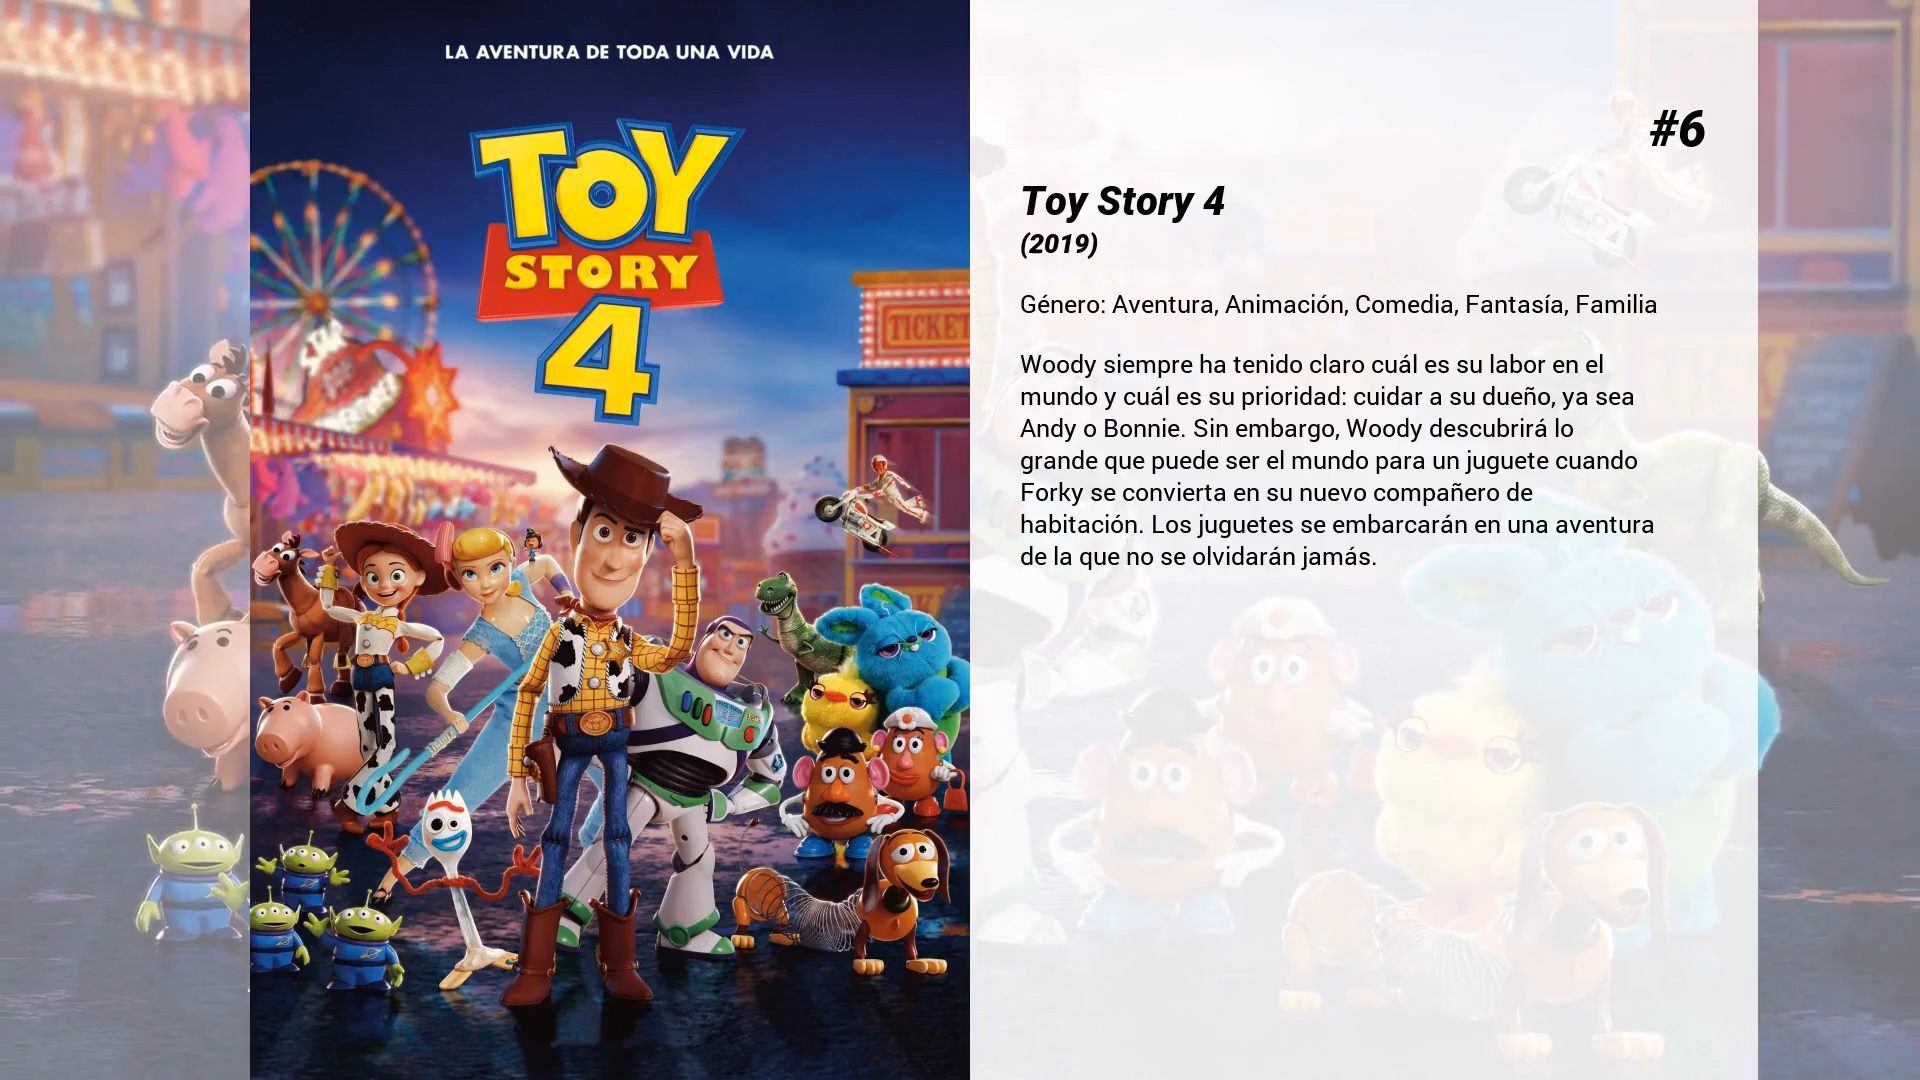 LA AVENTURA DE TODA UNA VIDA
TOY
STORY
4
TICKET
#6
Toy Story 4
(2019)
Género: Aventura, Animación, Comedia, Fantasía, Familia
Woody siempre ha tenido claro cuál es su labor en el
mundo y cuál es su prioridad: cuidar a su dueño, ya sea
Andy o Bonnie. Sin embargo, Woody descubrirá lo
grande que puede ser el mundo para un juguete cuando
Forky se convierta en su nuevo compañero de
habitación. Los juguetes se embarcarán en una aventura
de la que no se olvidarán jamás.